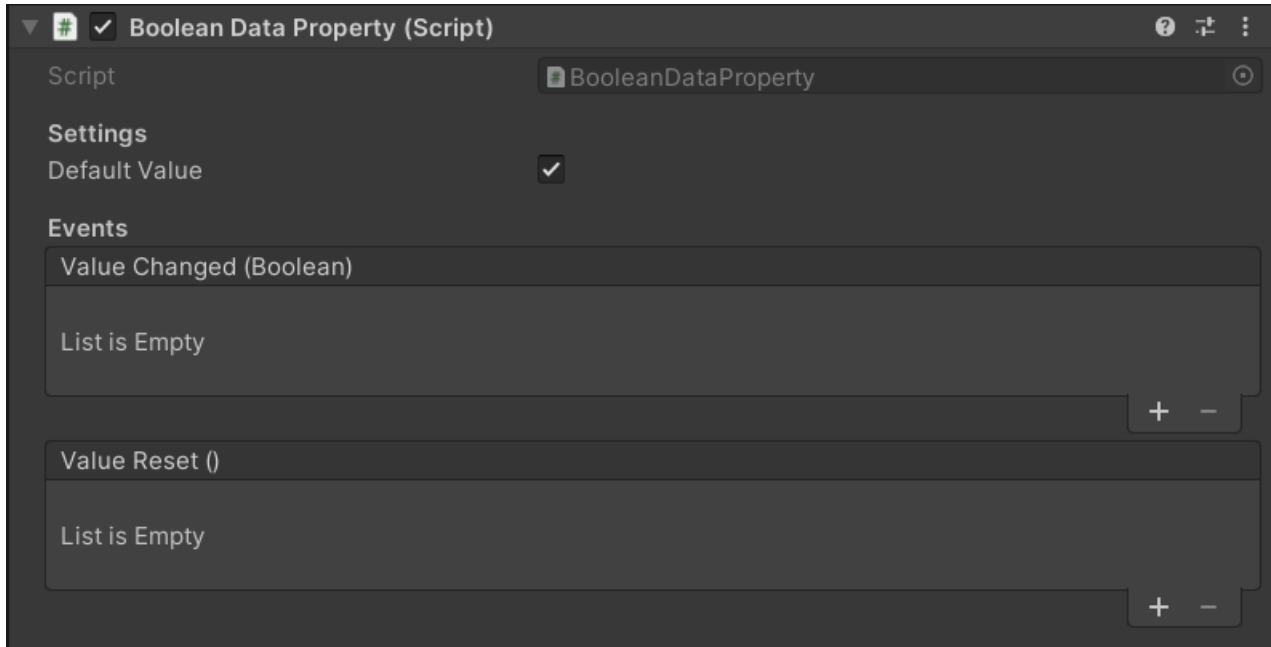 Boolean Data Property (Script)
Script BooleanDataProperty
Settings
Default Value
Events
Value Changed (Boolean)
List is Empty
+ −
Value Reset ()
List is Empty
+ −